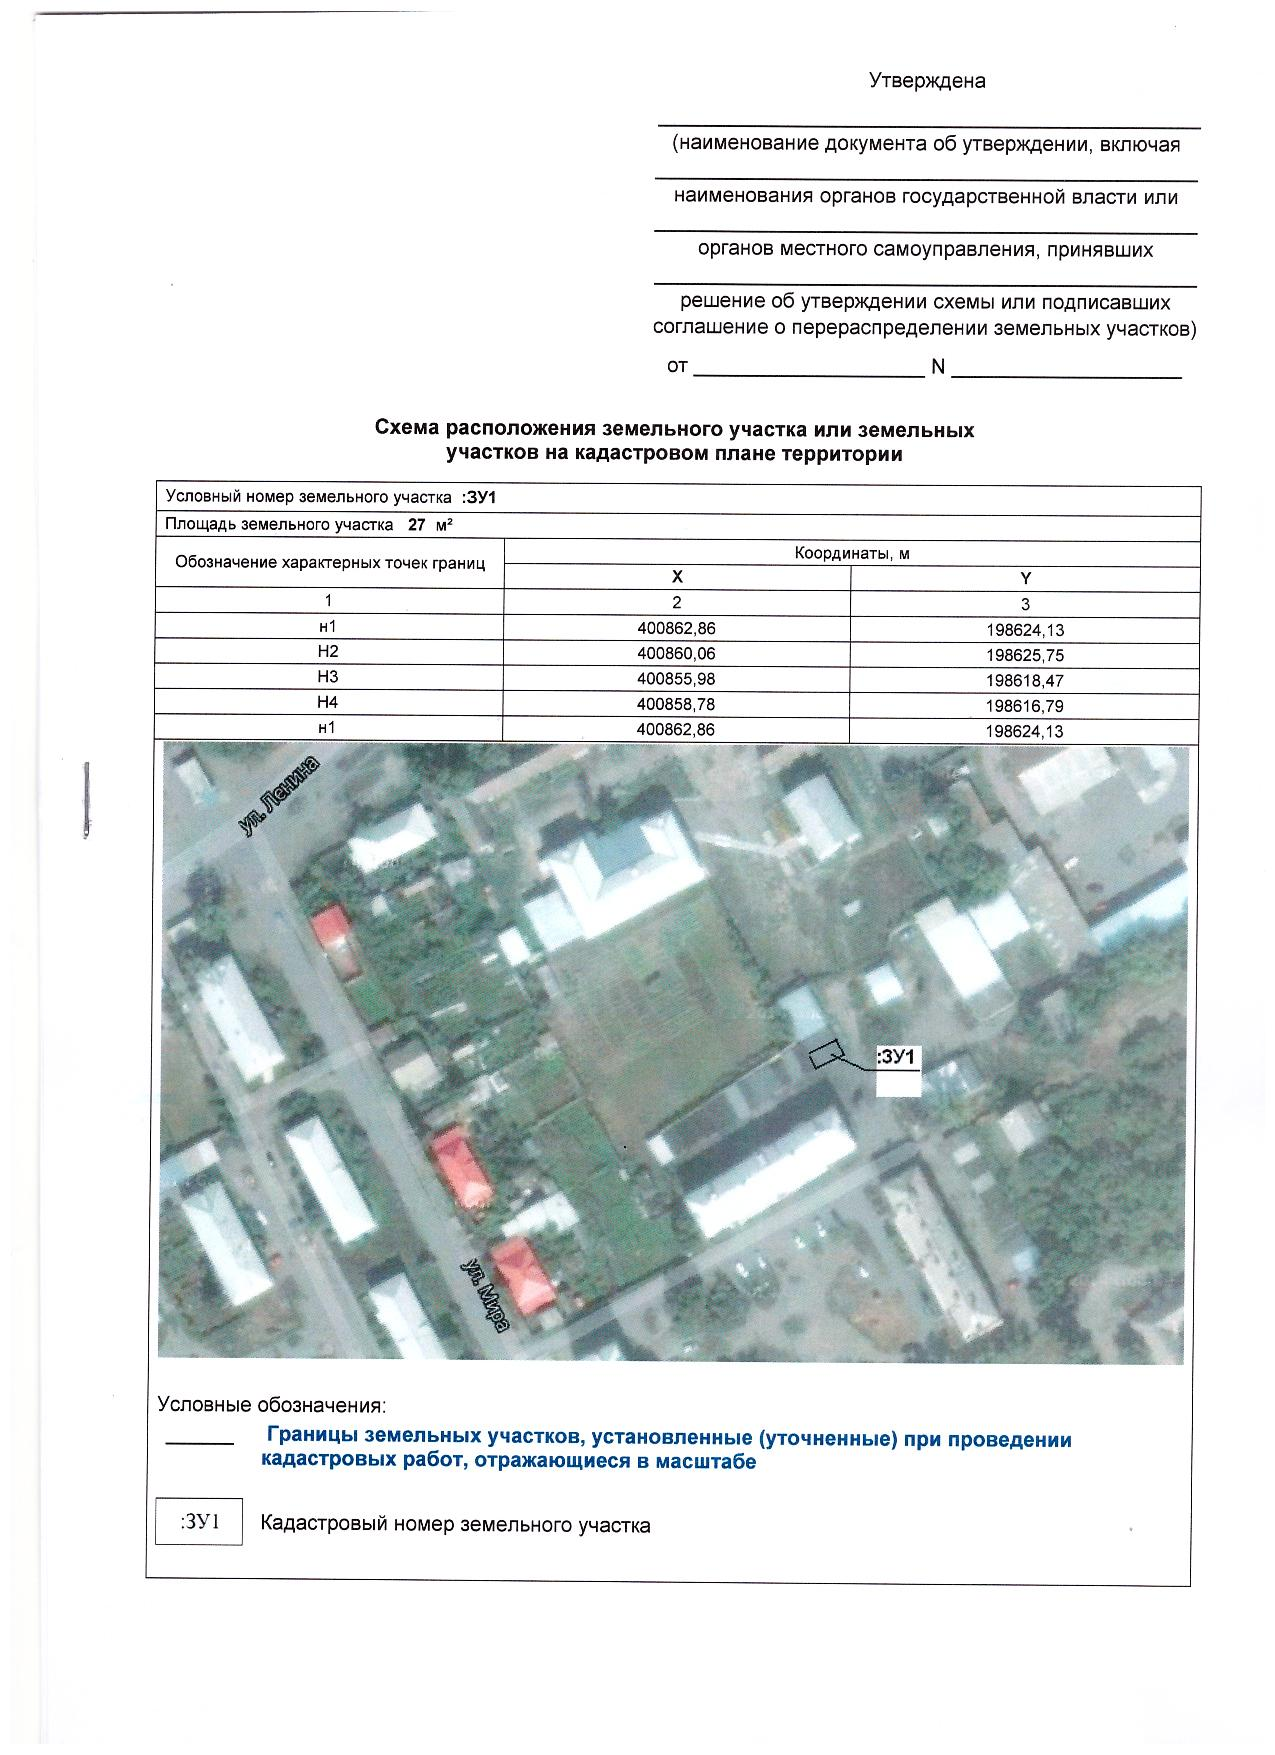 Утверждена
(наименование документа об утверждении, включая
наименования органов государственной власти или
органов местного самоуправления, принявших
решение об утверждении схемы или подписавших
соглашение о перераспределении земельных участков)
от ____________________ N ____________________
Схема расположения земельного участка или земельных
участков на кадастровом плане территории
Условный номер земельного участка :ЗУ1
Площадь земельного участка 27 м²
Обозначение характерных точек границ Координаты, м
X Y
1 2 3
н1 400862,86 198624,13
Н2 400860,06 198625,75
Н3 400855,98 198618,47
Н4 400858,78 198616,79
н1 400862,86 198624,13
ул. Ленина
:ЗУ1
ул. Мира
Условные обозначения:
Границы земельных участков, установленные (уточненные) при проведении
кадастровых работ, отражающиеся в масштабе
:ЗУ1 Кадастровый номер земельного участка